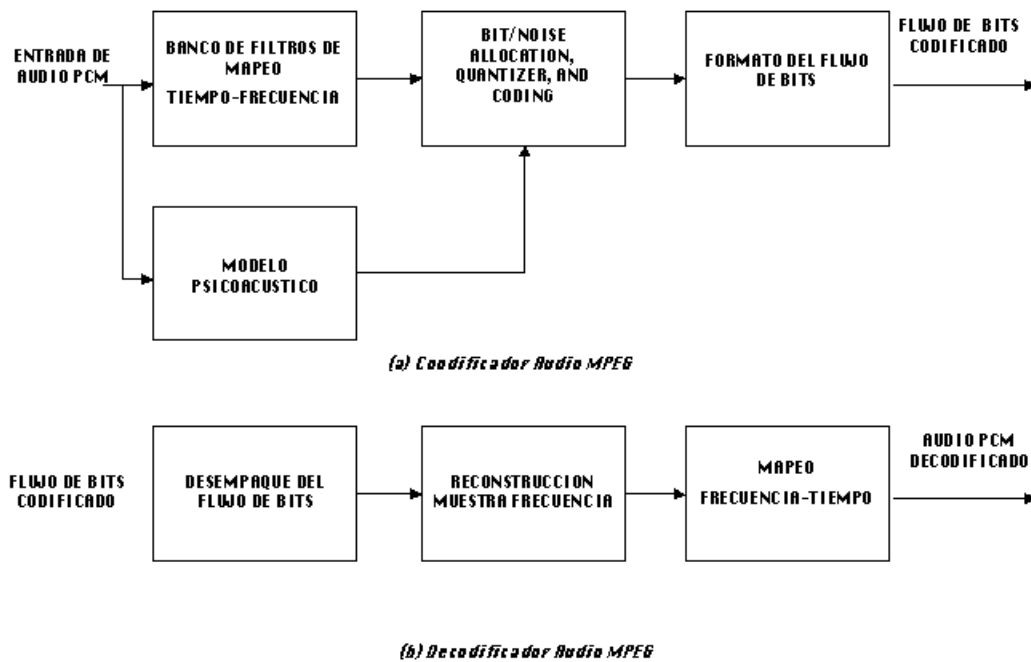 ENTRADA DE
AUDIO PCM
BANCO DE FILTROS DE
MAPEO
TIEMPO-FRECUENCIA
BIT/NOISE
ALLOCATION,
QUANTIZER, AND
CODING
FORMATO DEL FLUJO
DE BITS
FLUJO DE BITS
CODIFICADO
MODELO
PSICOACUSTICO
(a) Coodificador Audio MPEG
FLUJO DE BITS
CODIFICADO
DESEMPAQUE DEL
FLUJO DE BITS
RECONSTRUCCION
MUESTRA FRECUENCIA
MAPEO
FRECUENCIA-TIEMPO
AUDIO PCM
DECODIFICADO
(b) Decodificador Audio MPEG